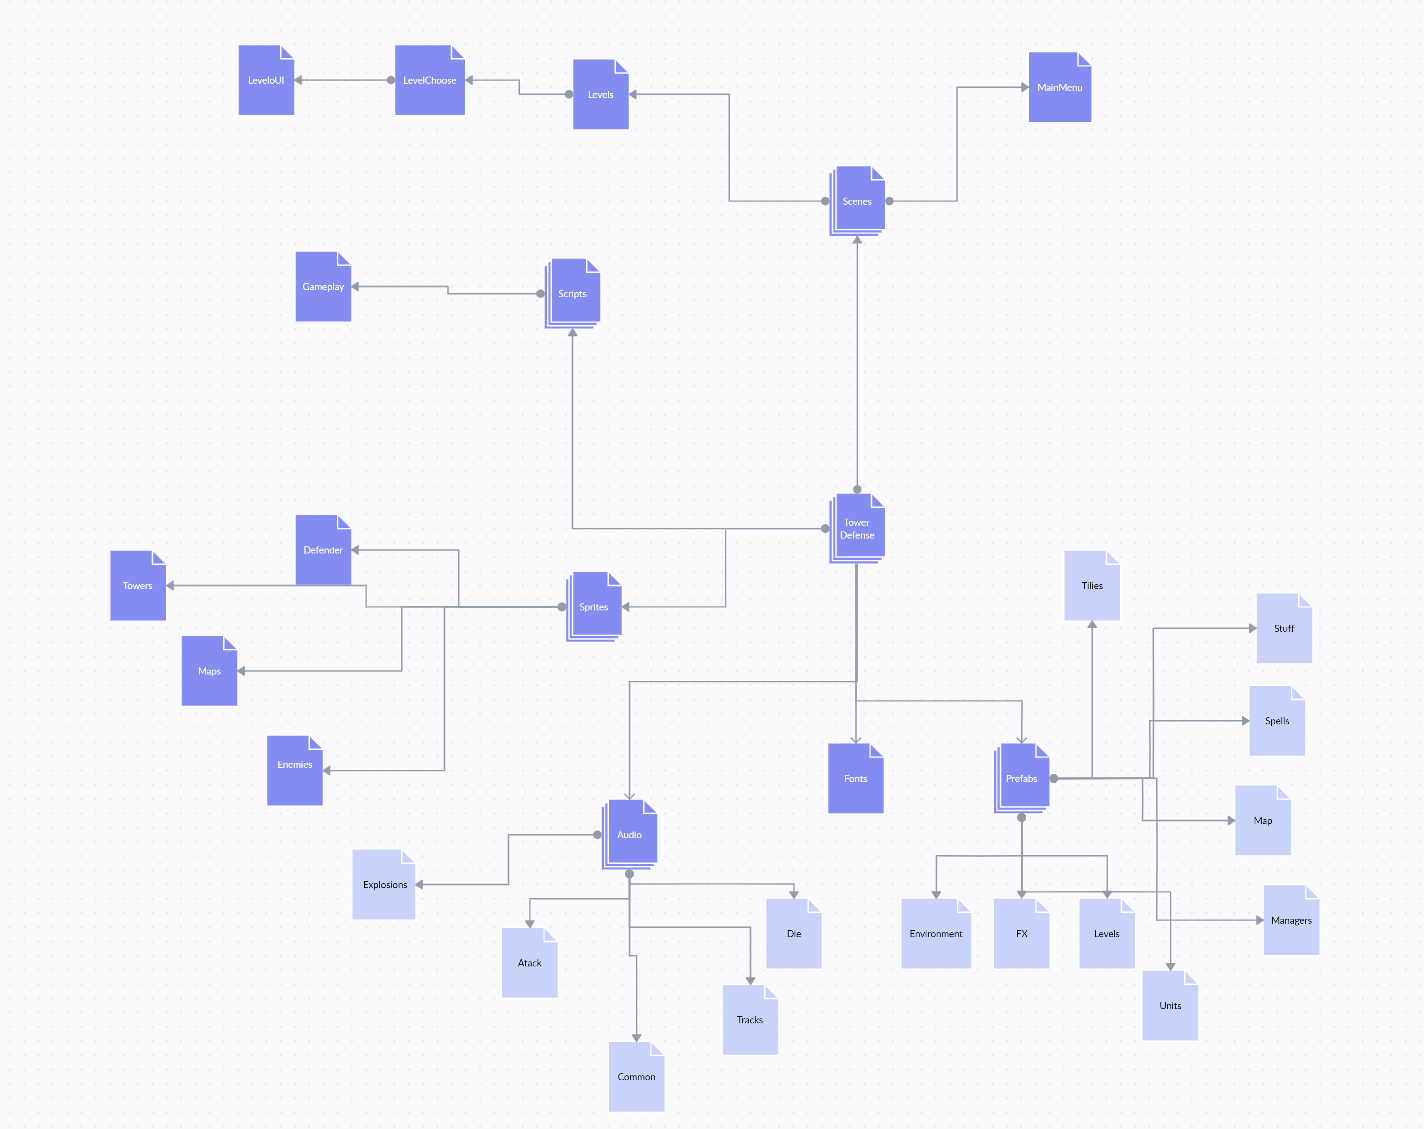 LeveloUI
LevelChoose
Levels
MainMenu
Scenes
Gameplay
Scripts
Tower
Defense
Defender
Towers
Sprites
Tilies
Maps
Stuff
Spells
Enemies
Fonts
Prefabs
Map
Audio
Explosions
Managers
Die
Environment
FX
Levels
Atack
Units
Tracks
Common